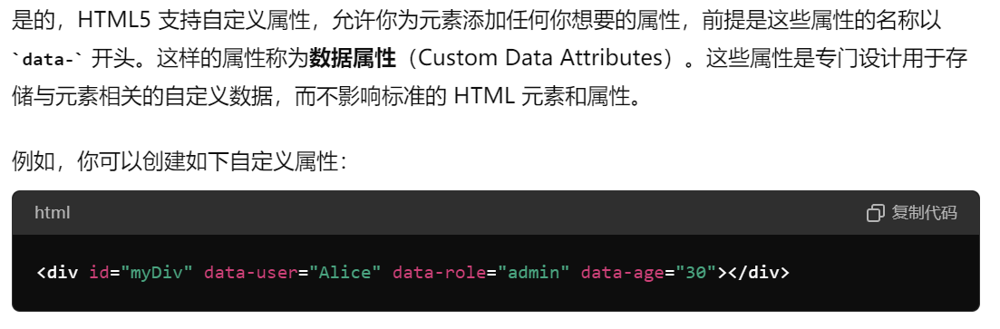 是的，HTML5 支持自定义属性，允许你为元素添加任何你想要的属性，前提是这些属性的名称以
`data-` 开头。这样的属性称为数据属性（Custom Data Attributes）。这些属性是专门设计用于存
储与元素相关的自定义数据，而不影响标准的 HTML 元素和属性。
例如，你可以创建如下自定义属性：
html 复制代码
<div id="myDiv" data-user="Alice" data-role="admin" data-age="30"></div>